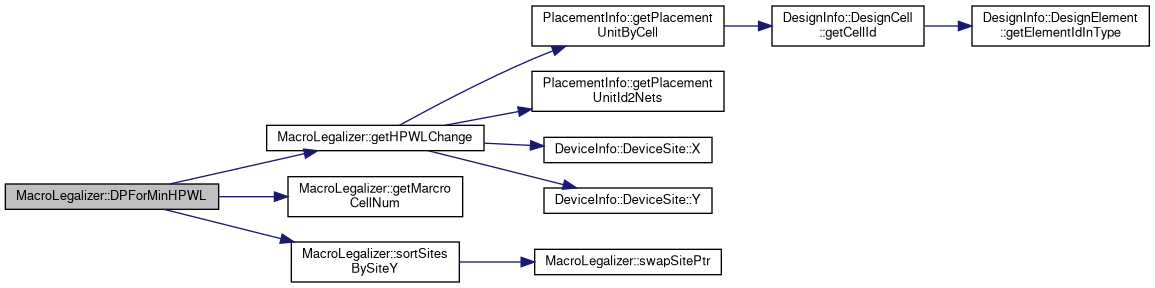 MacroLegalizer::DPForMinHPWL
MacroLegalizer::getHPWLChange
PlacementInfo::getPlacement
UnitByCell
DesignInfo::DesignCell
::getCellId
DesignInfo::DesignElement
::getElementIdInType
PlacementInfo::getPlacement
UnitId2Nets
DeviceInfo::DeviceSite::X
DeviceInfo::DeviceSite::Y
MacroLegalizer::getMarcro
CellNum
MacroLegalizer::sortSites
BySiteY
MacroLegalizer::swapSitePtr